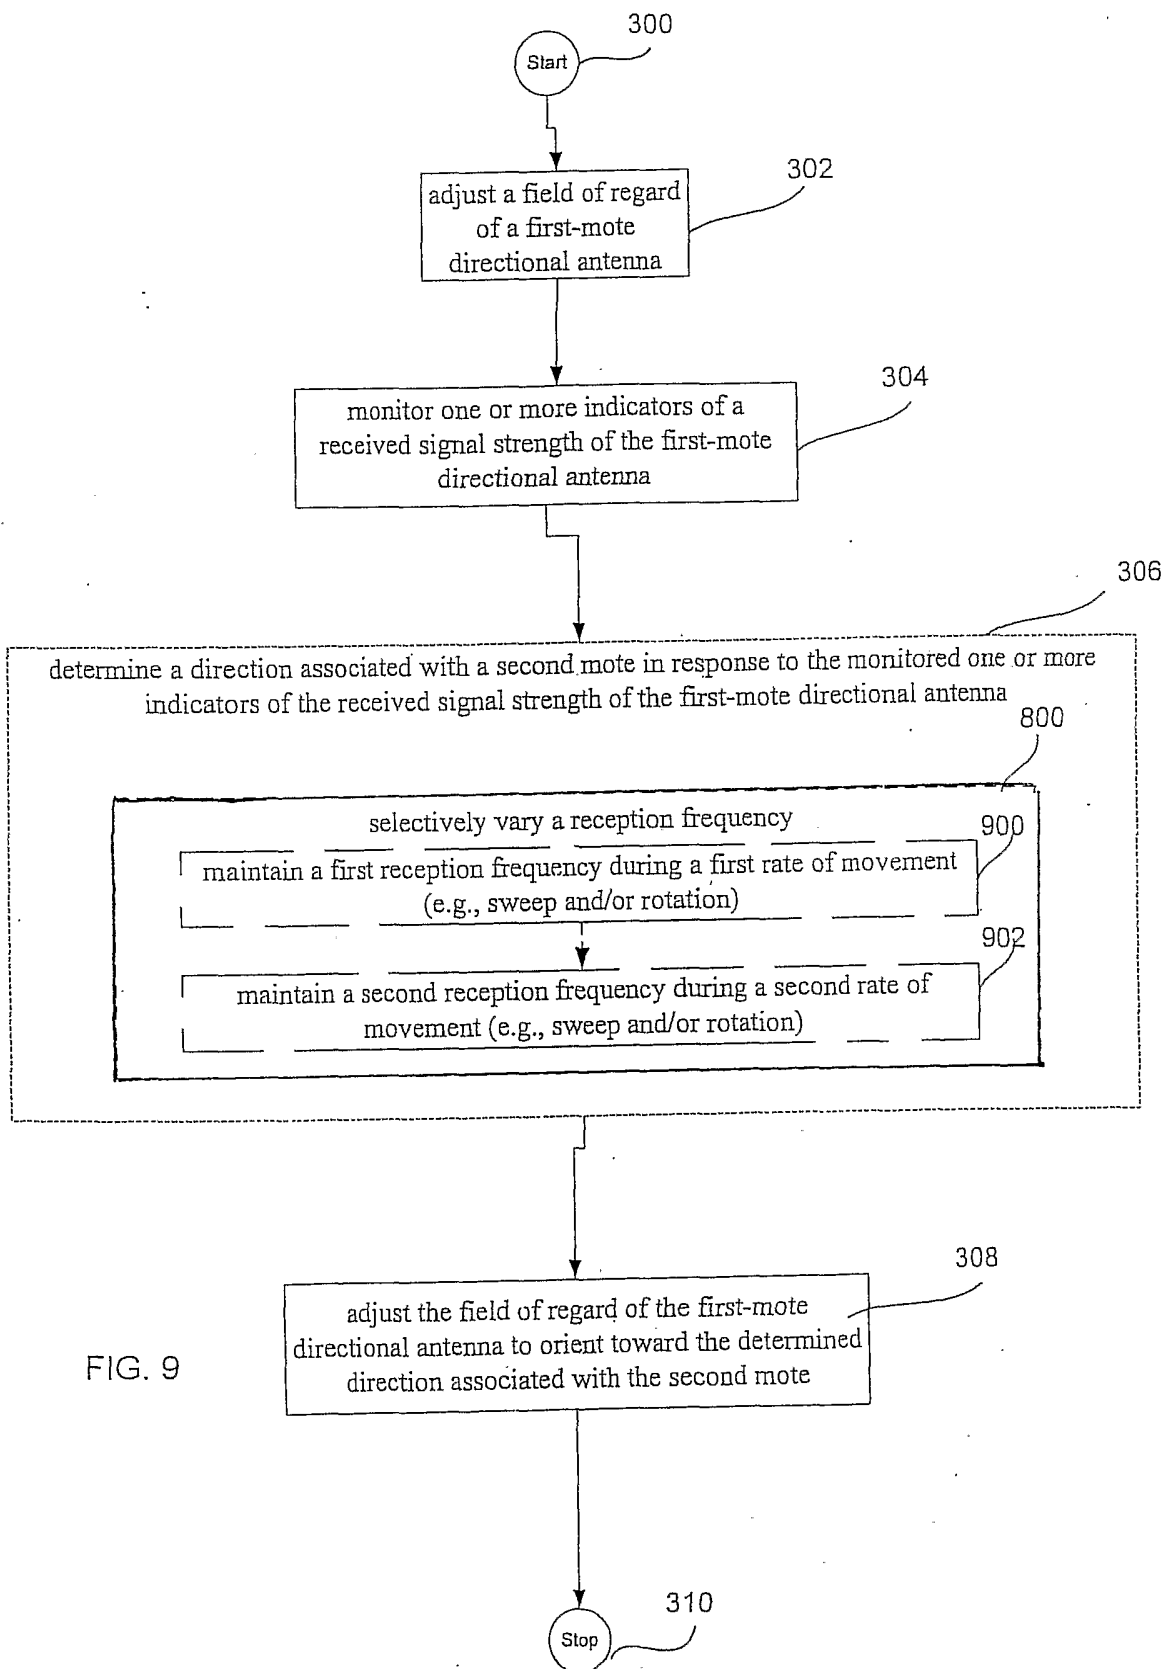 300
Start
302
adjust a field of regard
of a first-mote
directional antenna
304
monitor one or more indicators of a
received signal strength of the first-mote
directional antenna
306
determine a direction associated with a second mote in response to the monitored one or more
indicators of the received signal strength of the first-mote directional antenna
800
selectively vary a reception frequency
900
maintain a first reception frequency during a first rate of movement
(e.g., sweep and/or rotation)
902
maintain a second reception frequency during a second rate of
movement (e.g., sweep and/or rotation)
308
adjust the field of regard of the first-mote
directional antenna to orient toward the determined
direction associated with the second mote
FIG. 9
310
Stop